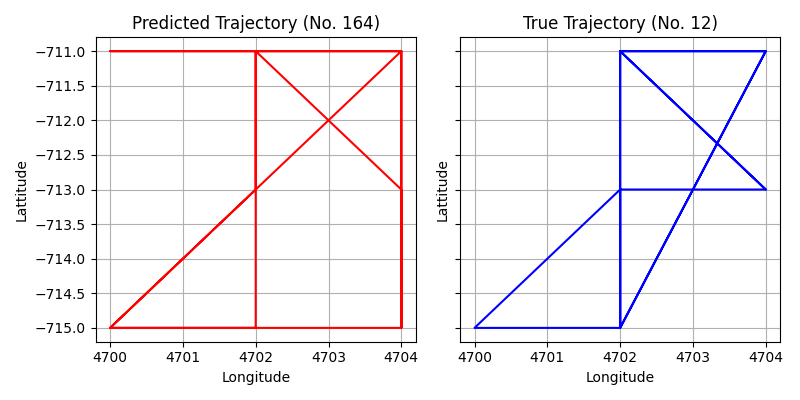 Predicted Trajectory (No. 164)
True Trajectory (No. 12)
Lattitude
−711.0
−711.5
−712.0
−712.5
−713.0
−713.5
−714.0
−714.5
−715.0
4700 4701 4702 4703 4704
Longitude
Lattitude
4700 4701 4702 4703 4704
Longitude